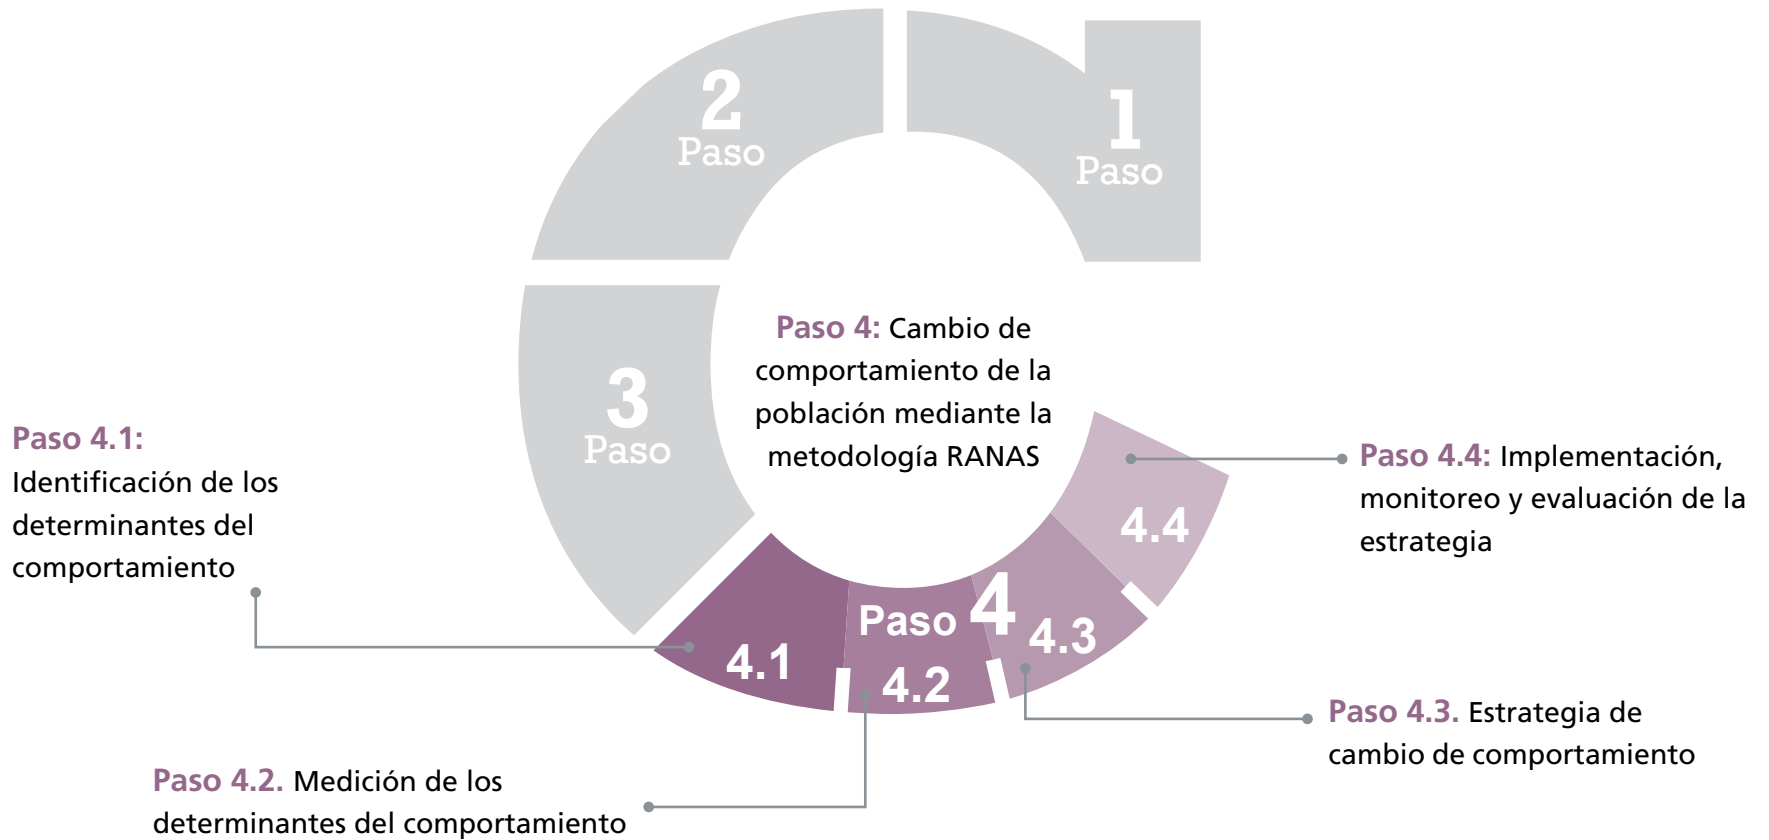 1
Paso
2
Paso
3
Paso
Paso 4: Cambio de
comportamiento de la
población mediante la
metodología RANAS
Paso 4.1:
Identificación de los
determinantes del
comportamiento
Paso 4
4.1
4.2
4.3
4.4
Paso 4.2. Medición de los
determinantes del comportamiento
Paso 4.3. Estrategia de
cambio de comportamiento
Paso 4.4: Implementación,
monitoreo y evaluación de la
estrategia